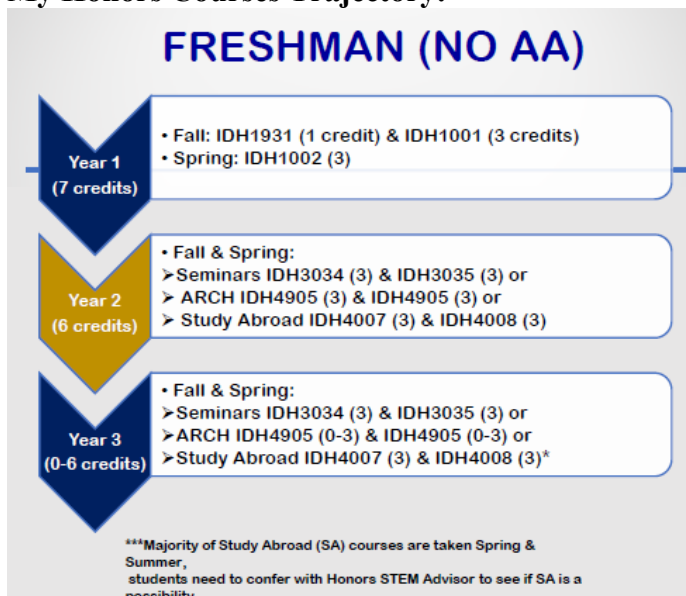 My Honors Courses Trajectory:
FRESHMAN (NO AA)
Year 1
(7 credits)
• Fall: IDH1931 (1 credit) & IDH1001 (3 credits)
• Spring: IDH1002 (3)
Year 2
(6 credits)
• Fall & Spring:
➢Seminars IDH3034 (3) & IDH3035 (3) or
➢ ARCH IDH4905 (3) & IDH4905 (3) or
➢ Study Abroad IDH4007 (3) & IDH4008 (3)
Year 3
(0-6 credits)
• Fall & Spring:
➢Seminars IDH3034 (3) & IDH3035 (3) or
➢ARCH IDH4905 (0-3) & IDH4905 (0-3) or
➢Study Abroad IDH4007 (3) & IDH4008 (3)*
***Majority of Study Abroad (SA) courses are taken Spring &
Summer,
students need to confer with Honors STEM Advisor to see if SA is a
possibility